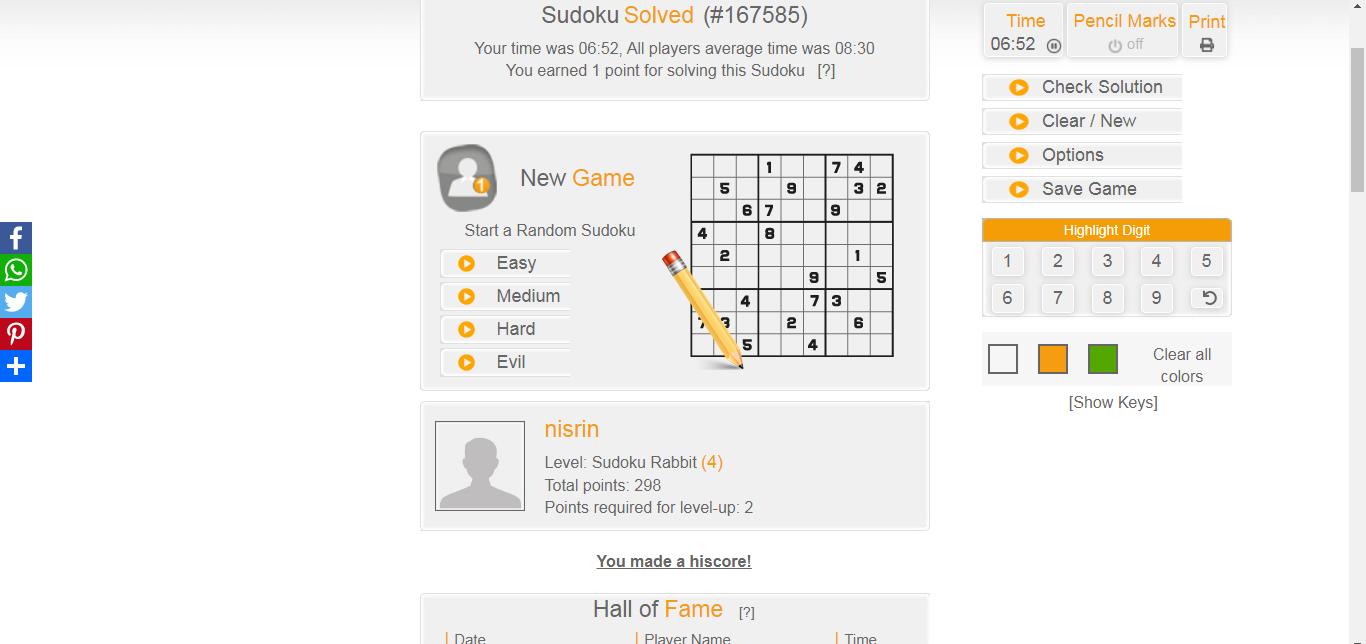 Sudoku Solved (#167585)
Your time was 06:52, All players average time was 08:30
You earned 1 point for solving this Sudoku [?]
Time
06:52
Pencil Marks
off
Print
Check Solution
Clear / New
Options
Save Game
Highlight Digit
1 2 3 4 5
6 7 8 9
Clear all
colors
[Show Keys]
1
New Game
Start a Random Sudoku
Easy
Medium
Hard
Evil
1 7 4
5 9 3 2
6 7 9
4 8
2 1
9 5
4 7 3
7 3 2 6
5 4
nisrin
Level: Sudoku Rabbit (4)
Total points: 298
Points required for level-up: 2
You made a hiscore!
Hall of Fame [?]
Date Player Name Time